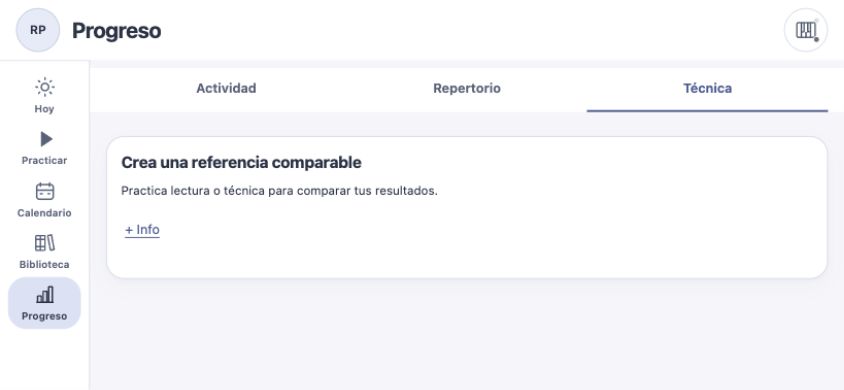 RP
Progreso
Hoy
Practicar
Calendario
Biblioteca
Progreso
Actividad
Repertorio
Técnica
Crea una referencia comparable
Practica lectura o técnica para comparar tus resultados.
+ Info